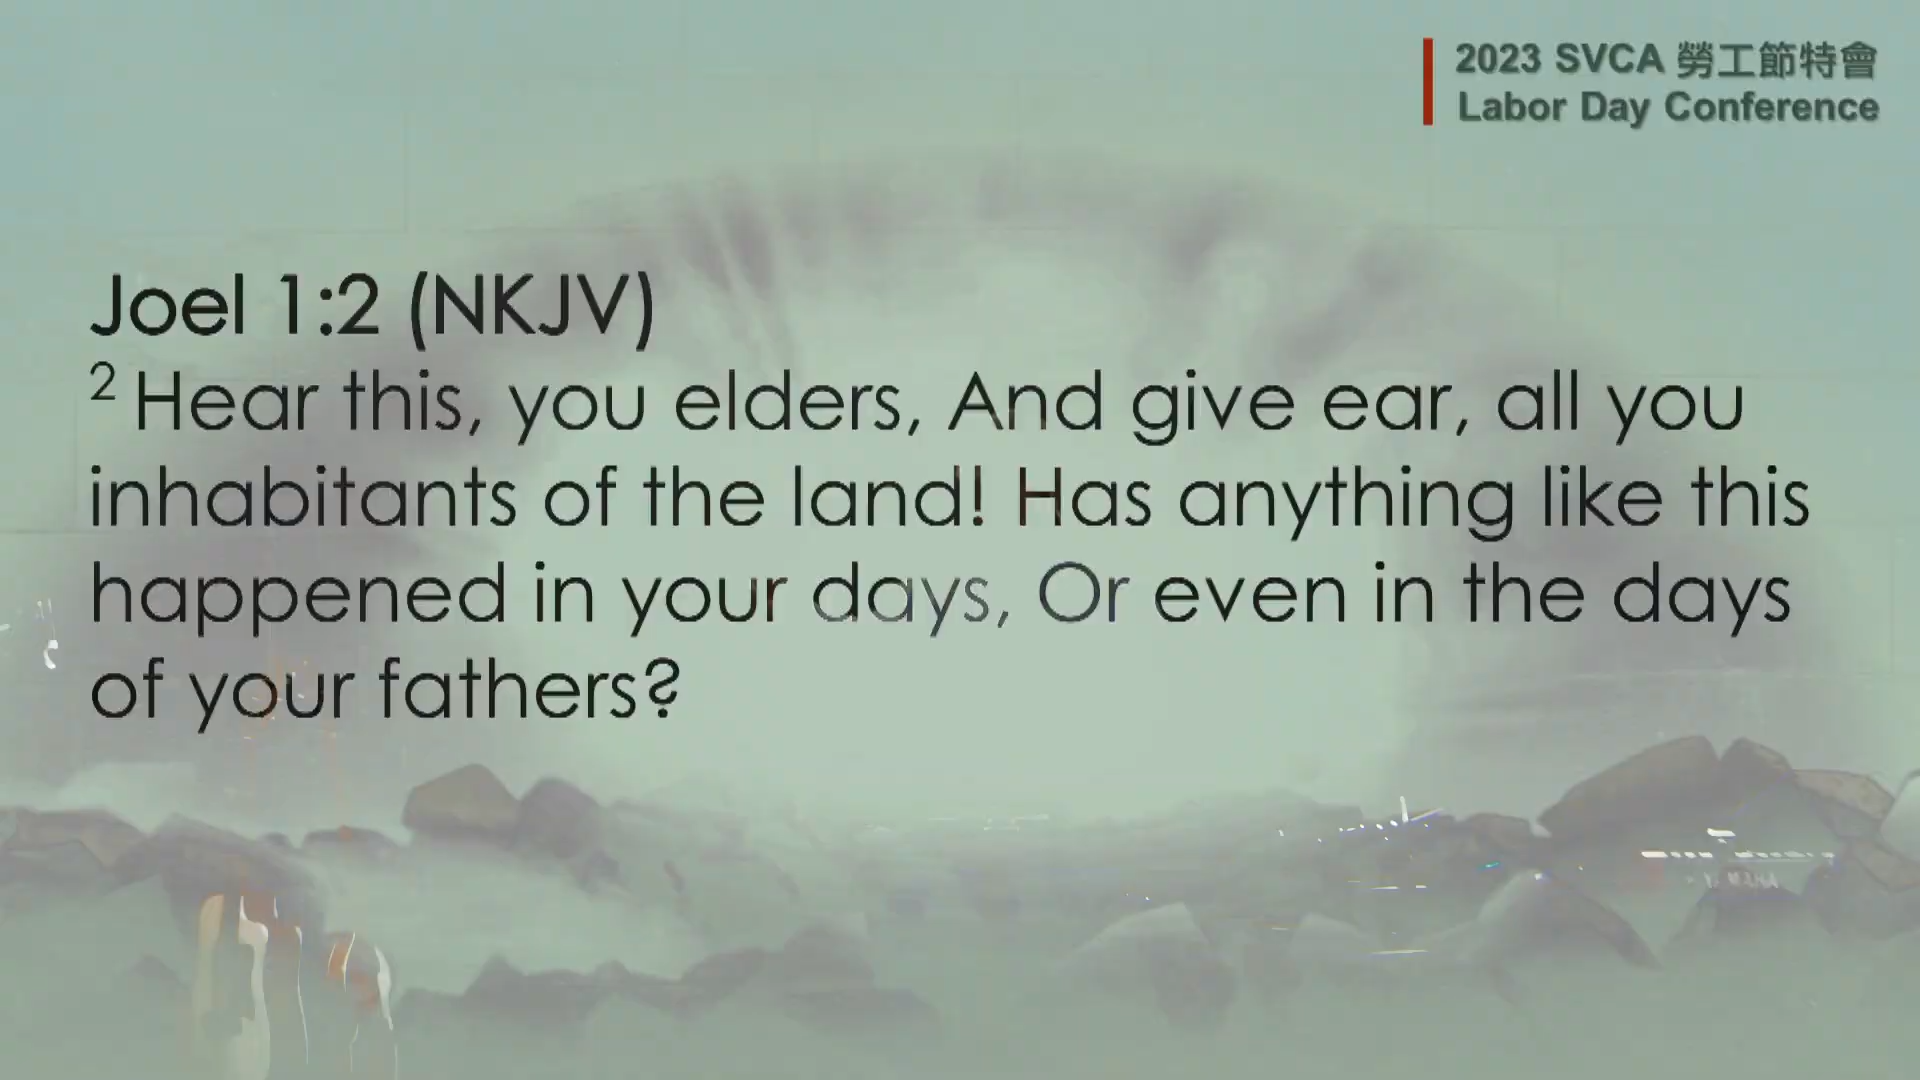 2023 SVCA 勞工節特會
Labor Day Conference
Joel 1:2 (NKJV)
2 Hear this, you elders, And give ear, all you
inhabitants of the land! Has anything like this
happened in your days, Or even in the days
of your fathers?